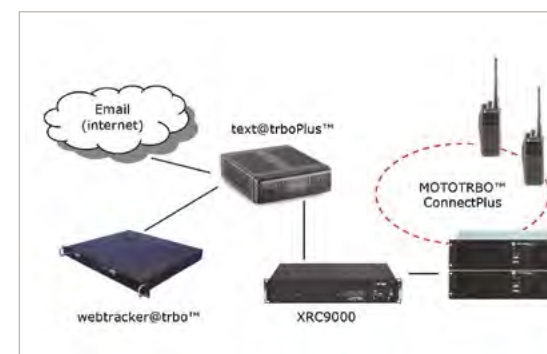 Email
(internet)
text@trboPlus™
MOTOTRBO™
ConnectPlus
webtracker@trbo™
XRC9000